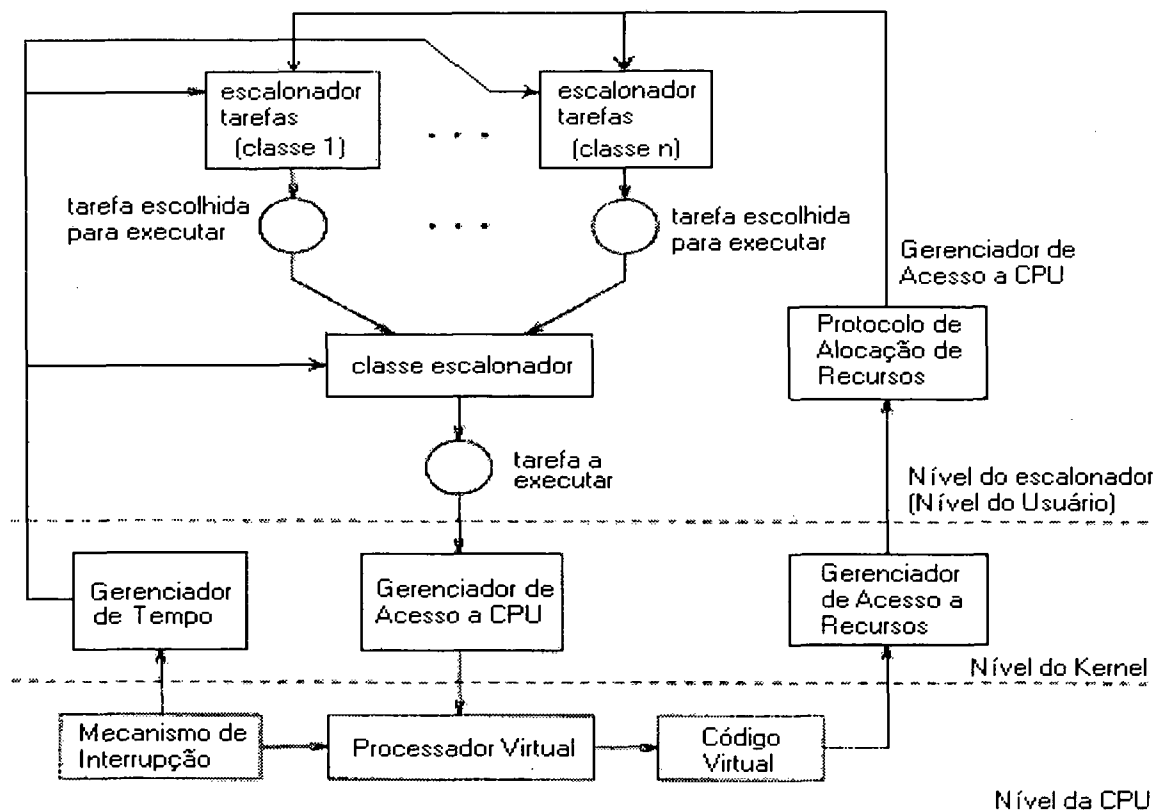 escalonador
tarefas
(classe 1)
. . .
escalonador
tarefas
(classe n)
tarefa escolhida
para executar
. . .
tarefa escolhida
para executar
Gerenciador de
Acesso a CPU
Protocolo de
Alocação de
Recursos
classe escalonador
tarefa a
executar
Nível do escalonador
(Nível do Usuário)
Gerenciador
de Tempo
Gerenciador de
Acesso a CPU
Gerenciador
de Acesso a
Recursos
Nível do Kernel
Mecanismo de
Interrupção
Processador Virtual
Código
Virtual
Nível da CPU